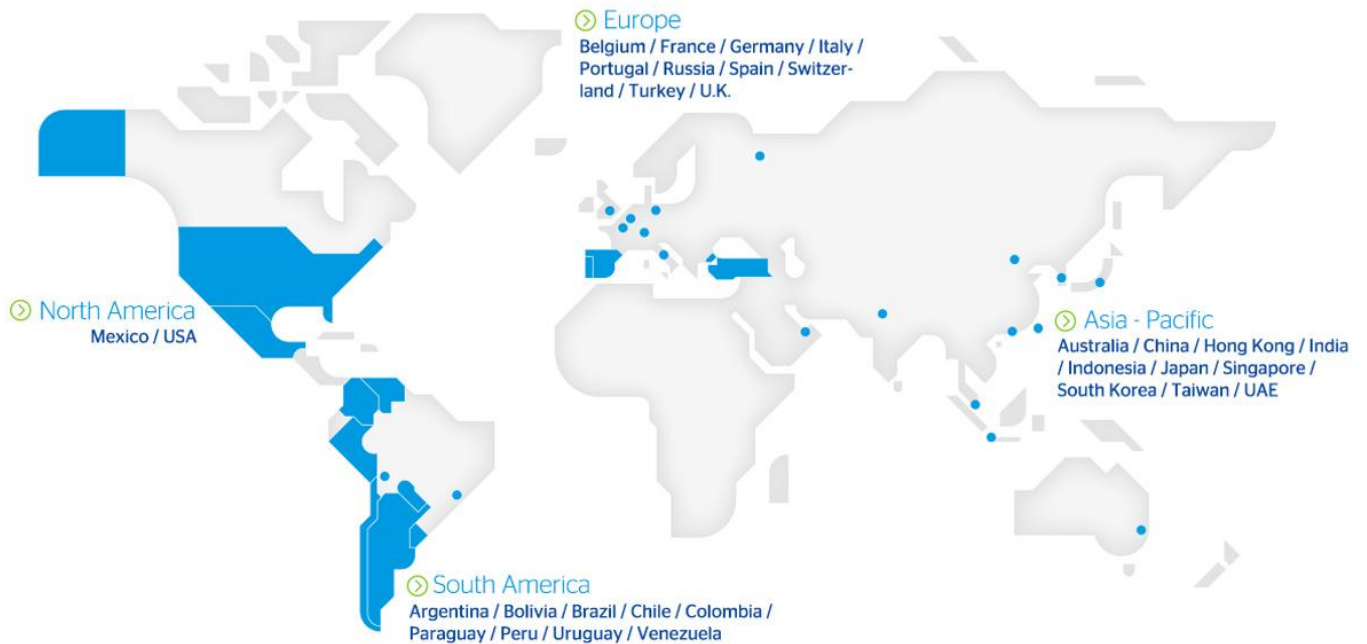 Europe
Belgium / France / Germany / Italy /
Portugal / Russia / Spain / Switzer-
land / Turkey / U.K.
North America
Mexico / USA
Asia - Pacific
Australia / China / Hong Kong / India
/ Indonesia / Japan / Singapore /
South Korea / Taiwan / UAE
South America
Argentina / Bolivia / Brazil / Chile / Colombia /
Paraguay / Peru / Uruguay / Venezuela